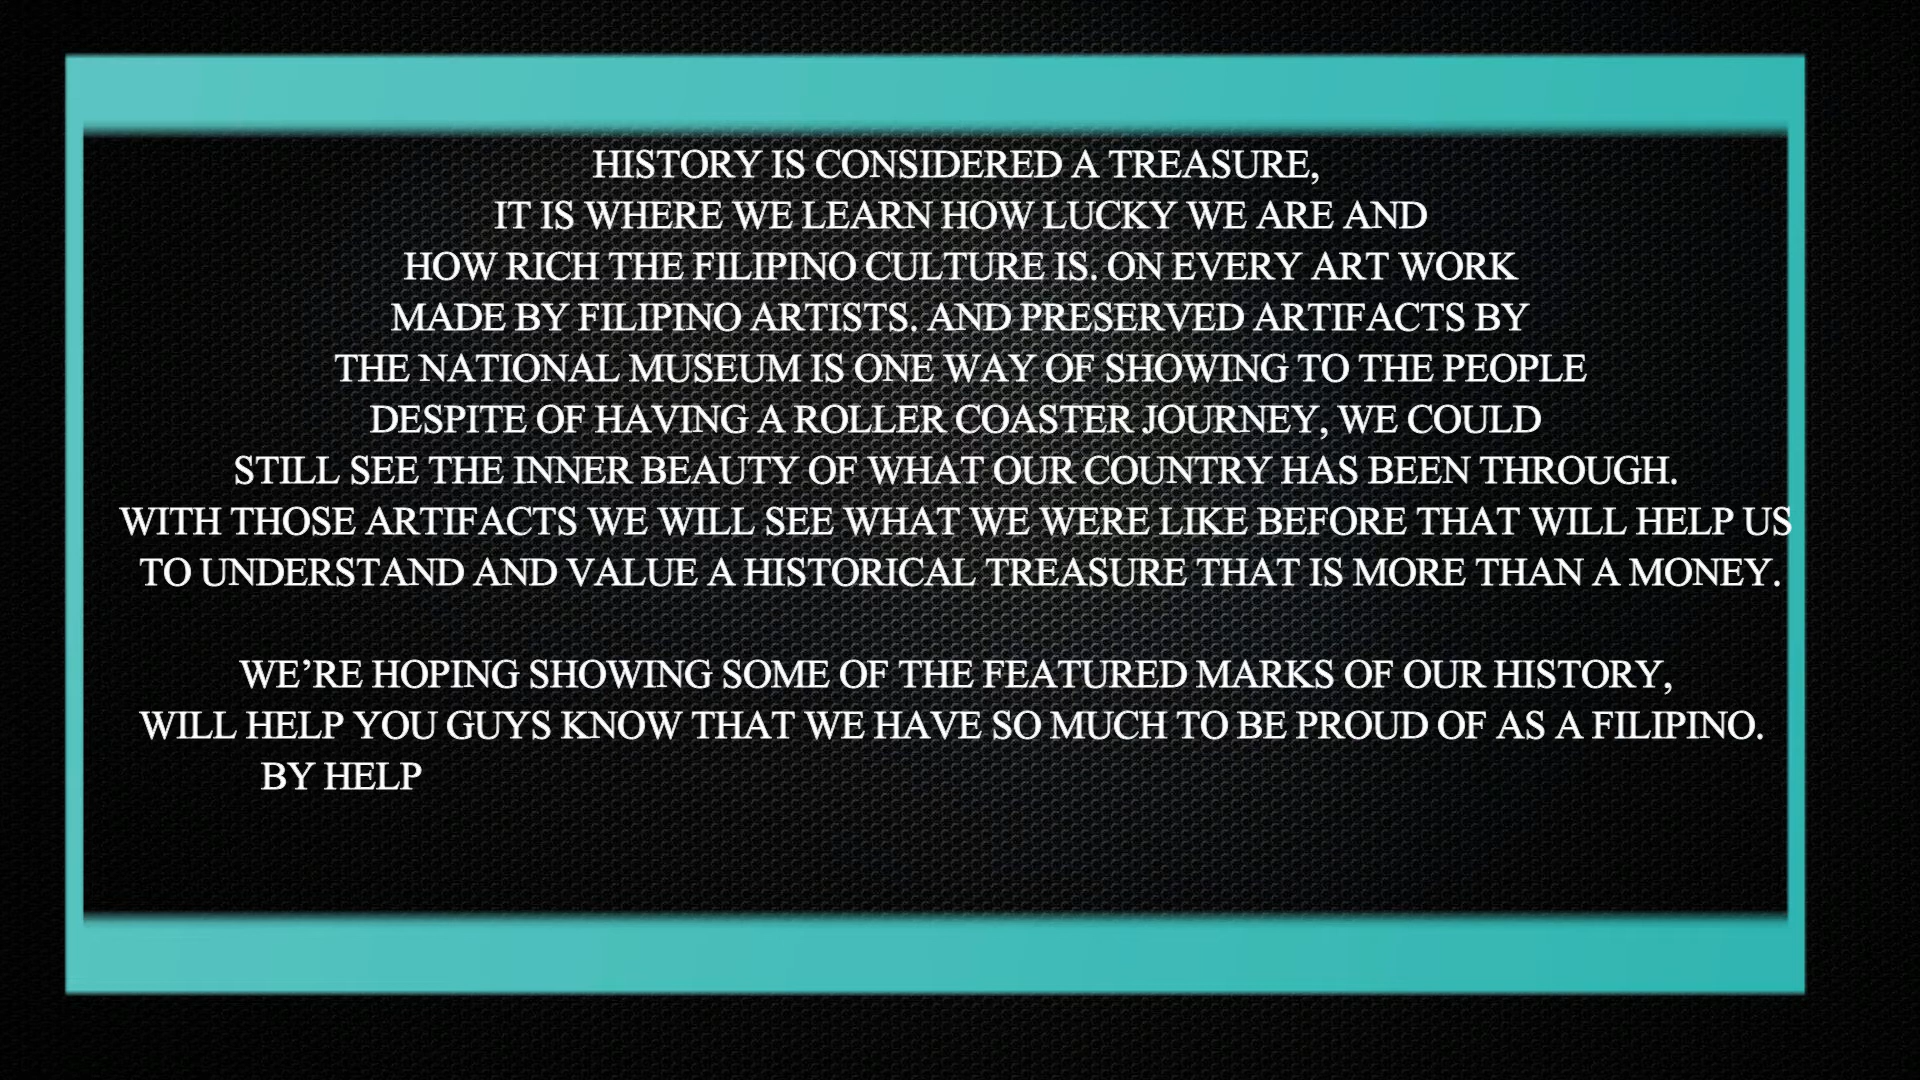 HISTORY IS CONSIDERED A TREASURE,
IT IS WHERE WE LEARN HOW LUCKY WE ARE AND
HOW RICH THE FILIPINO CULTURE IS. ON EVERY ART WORK
MADE BY FILIPINO ARTISTS. AND PRESERVED ARTIFACTS BY
THE NATIONAL MUSEUM IS ONE WAY OF SHOWING TO THE PEOPLE
DESPITE OF HAVING A ROLLER COASTER JOURNEY, WE COULD
STILL SEE THE INNER BEAUTY OF WHAT OUR COUNTRY HAS BEEN THROUGH.
WITH THOSE ARTIFACTS WE WILL SEE WHAT WE WERE LIKE BEFORE THAT WILL HELP US
TO UNDERSTAND AND VALUE A HISTORICAL TREASURE THAT IS MORE THAN A MONEY.
WE’RE HOPING SHOWING SOME OF THE FEATURED MARKS OF OUR HISTORY,
WILL HELP YOU GUYS KNOW THAT WE HAVE SO MUCH TO BE PROUD OF AS A FILIPINO.
BY HELP